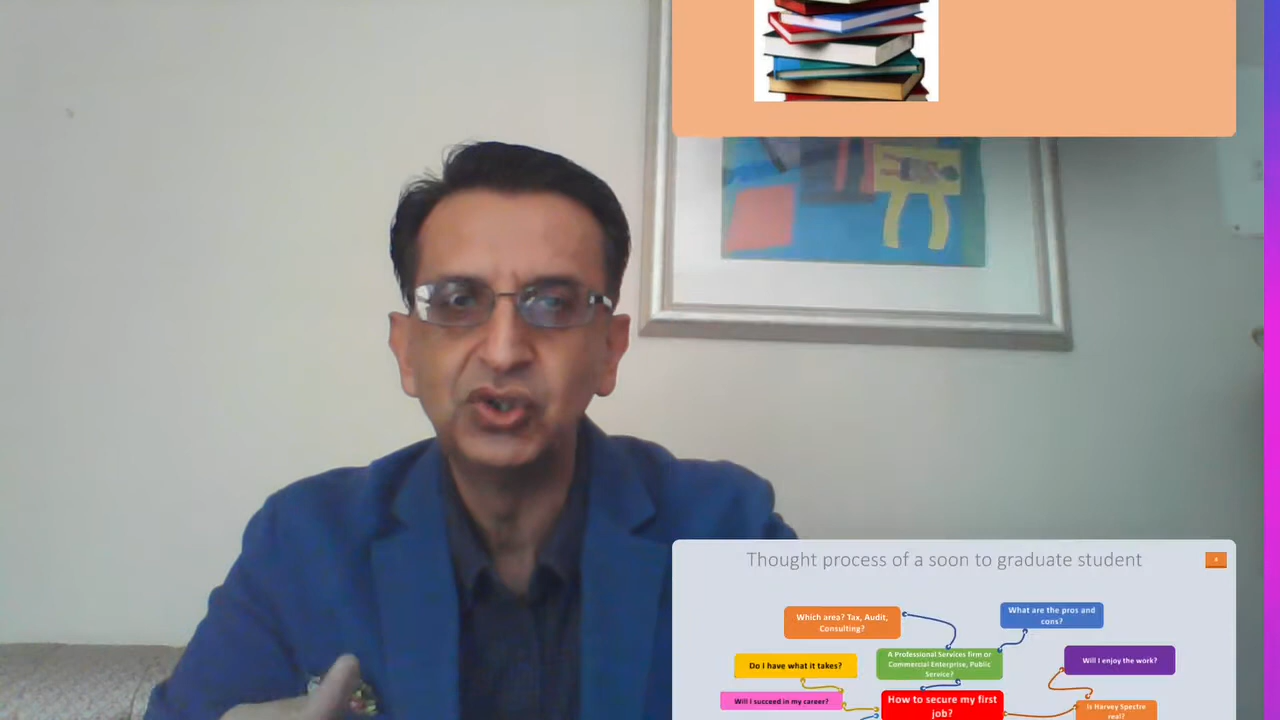 Thought process of a soon to graduate student
4
What are the pros and
cons?
Which area? Tax, Audit,
Consulting?
A Professional Services firm or
Commercial Enterprise, Public
Service?
Will I enjoy the work?
Do I have what it takes?
Will I succeed in my career?
How to secure my first
job?
Is Harvey Spectre
real?